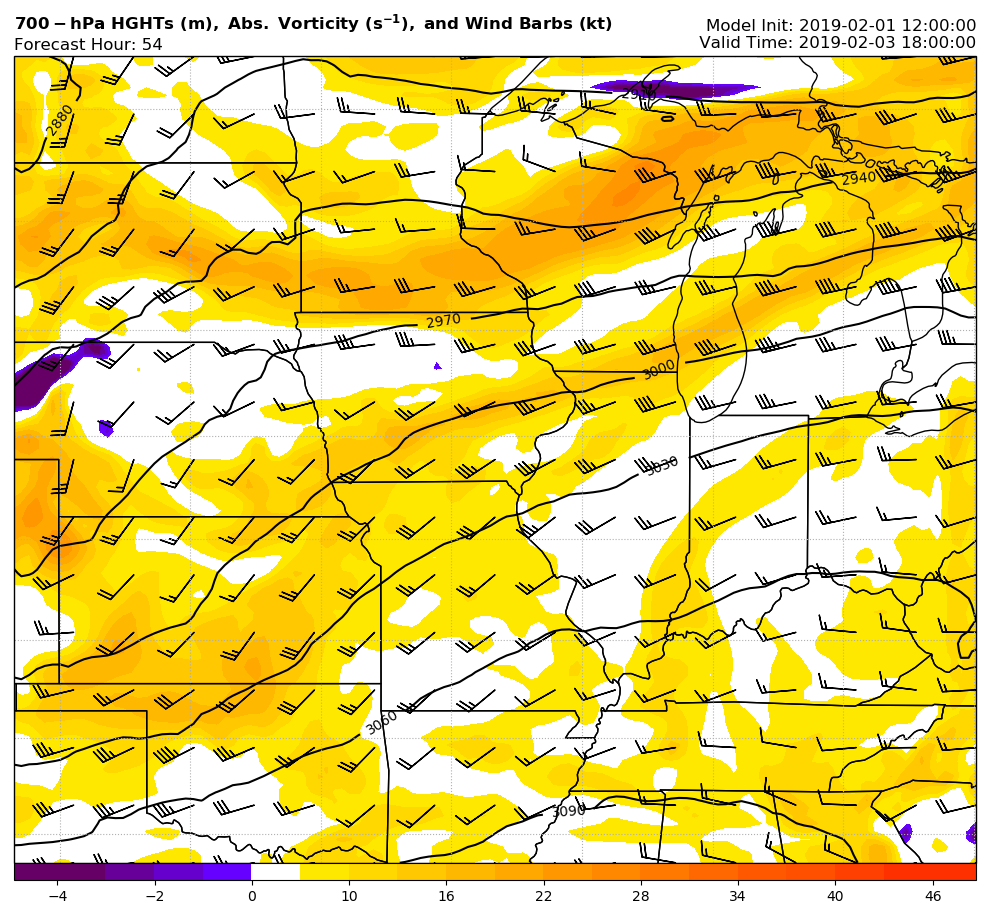 700-hPa HGHTs (m), Abs. Vorticity (s⁻¹), and Wind Barbs (kt)
Model Init: 2019-02-01 12:00:00
Forecast Hour: 54
Valid Time: 2019-02-03 18:00:00
2880
2910
2940
2970
3000
3030
3060
3090
−4 −2 0 10 16 22 28 34 40 46